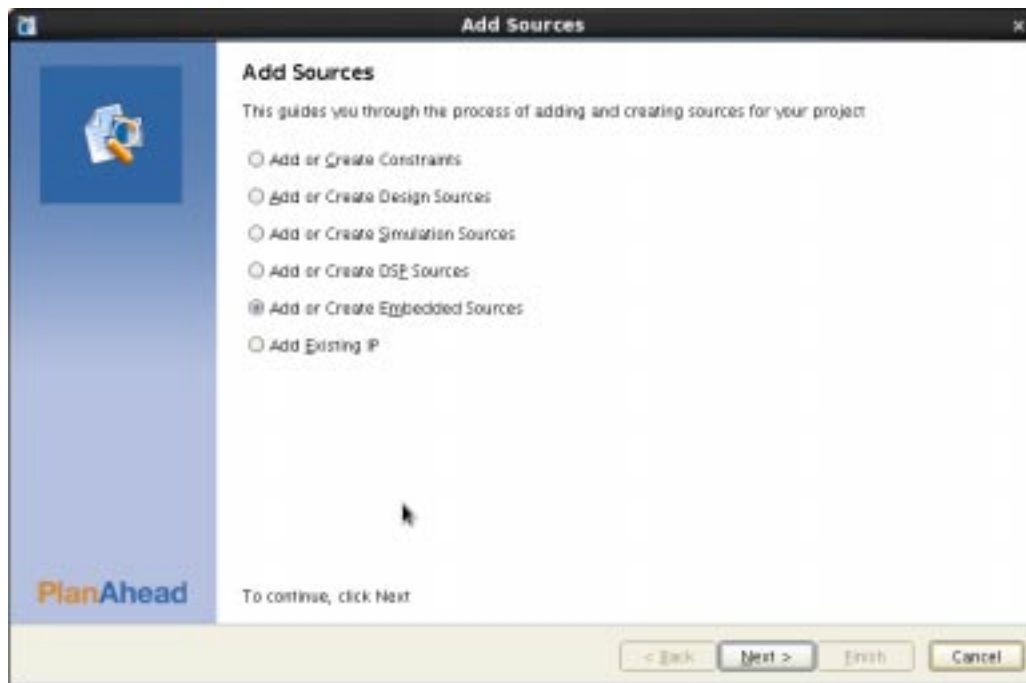 Add Sources
Add Sources
This guides you through the process of adding and creating sources for your project
Add or Create Constraints
Add or Create Design Sources
Add or Create Simulation Sources
Add or Create DSP Sources
Add or Create Embedded Sources
Add Existing IP
PlanAhead
To continue, click Next
< Back
Next >
Finish
Cancel